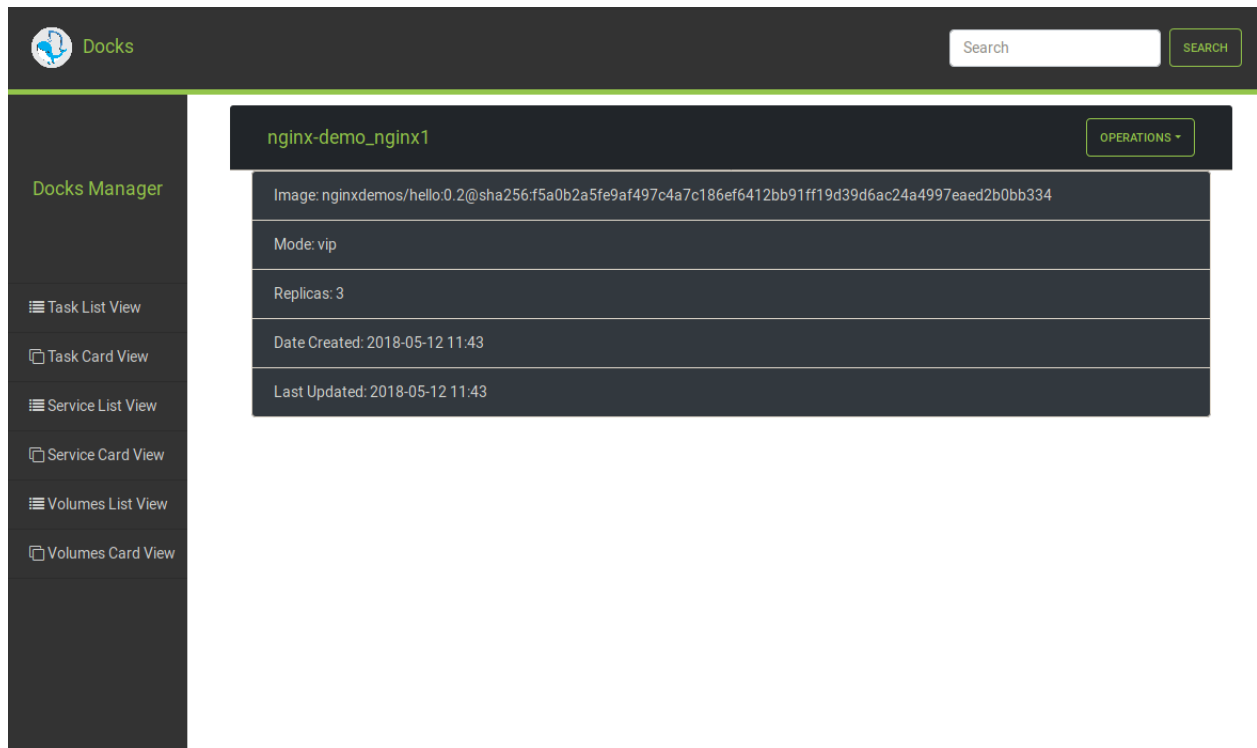 Docks
Search
SEARCH
Docks Manager
Task List View
Task Card View
Service List View
Service Card View
Volumes List View
Volumes Card View
nginx-demo_nginx1
OPERATIONS
Image: nginxdemos/hello:0.2@sha256:f5a0b2a5fe9af497c4a7c186ef6412bb91ff19d39d6ac24a4997eaed2b0bb334
Mode: vip
Replicas: 3
Date Created: 2018-05-12 11:43
Last Updated: 2018-05-12 11:43